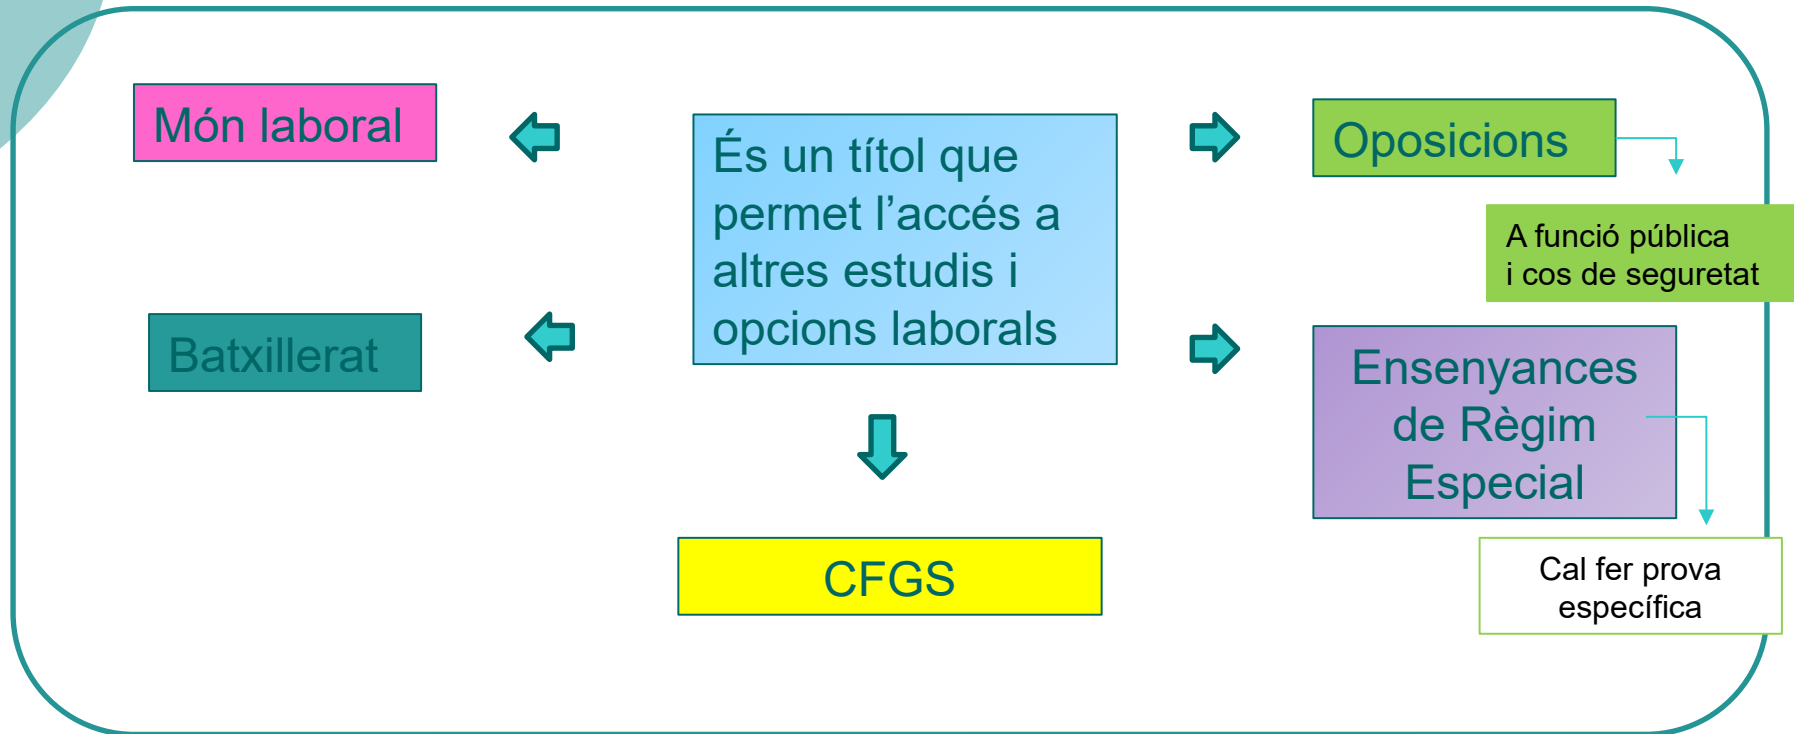 Món laboral
És un títol que
permet l’accés a
altres estudis i
opcions laborals
Oposicions
A funció pública
i cos de seguretat
Batxillerat
Ensenyances
de Règim
Especial
CFGS
Cal fer prova
específica